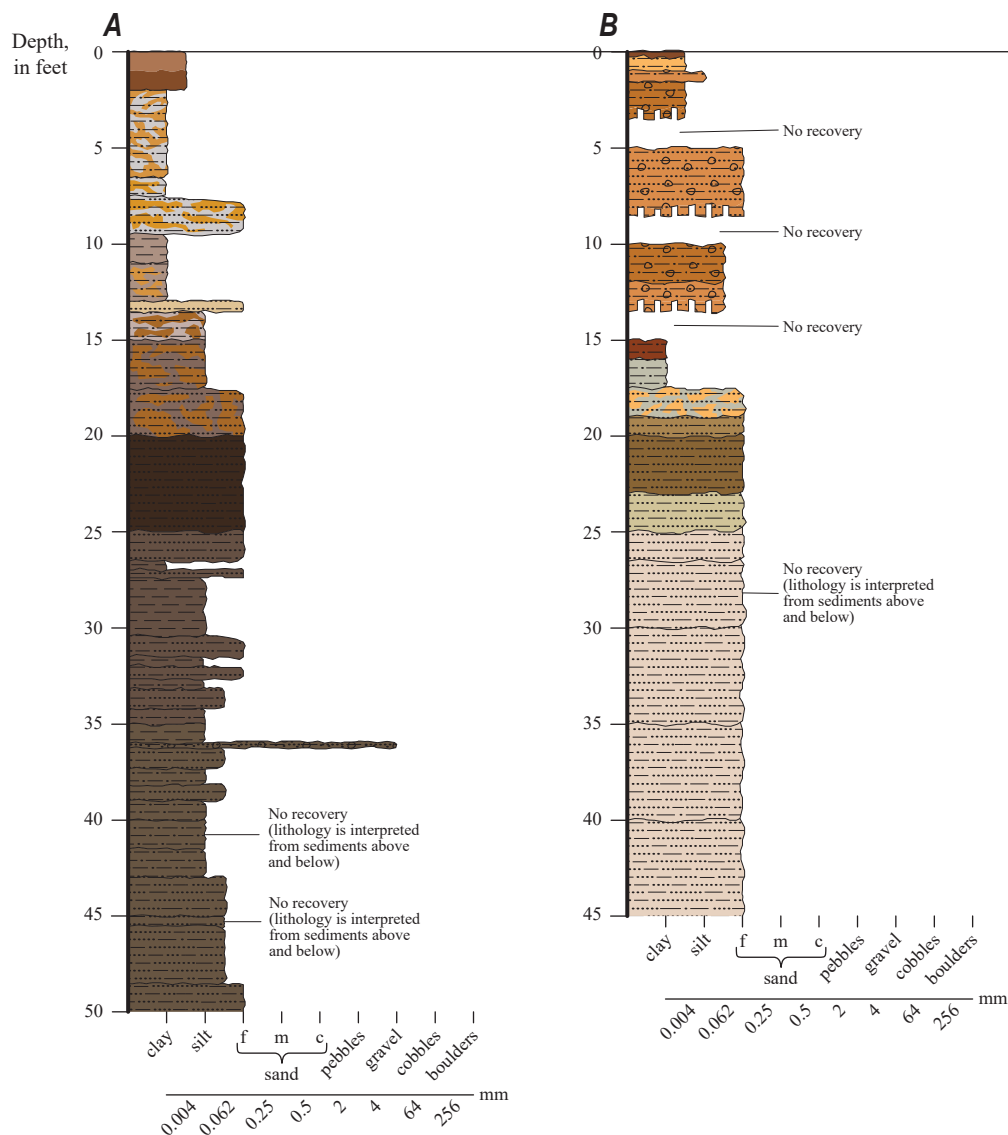 A
B
Depth,
in feet
0
5
10
15
20
25
30
35
40
45
50
No recovery
(lithology is interpreted
from sediments above
and below)
No recovery
(lithology is interpreted
from sediments above
and below)
clay
silt
f
m
c
sand
pebbles
gravel
cobbles
boulders
mm
0.004
0.062
0.25
0.5
2
4
64
256
0
5
10
15
20
25
30
35
40
45
No recovery
No recovery
No recovery
No recovery
(lithology is interpreted
from sediments above
and below)
clay
silt
f
m
c
sand
pebbles
gravel
cobbles
boulders
mm
0.004
0.062
0.25
0.5
2
4
64
256